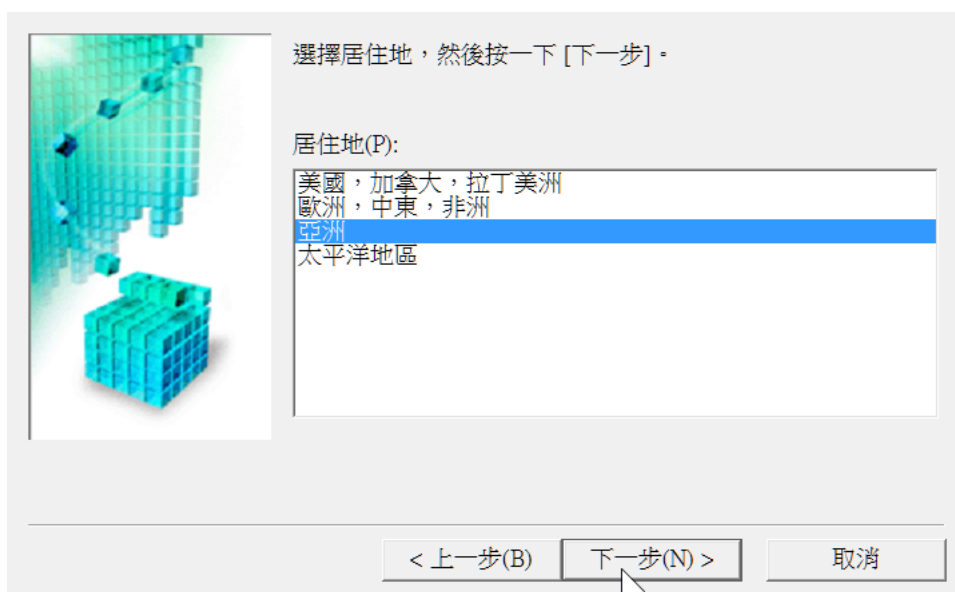 選擇居住地，然後按一下 [下一步]。
居住地(P):
美國，加拿大，拉丁美洲
歐洲，中東，非洲
亞洲
太平洋地區
< 上一步(B)
下一步(N) >
取消